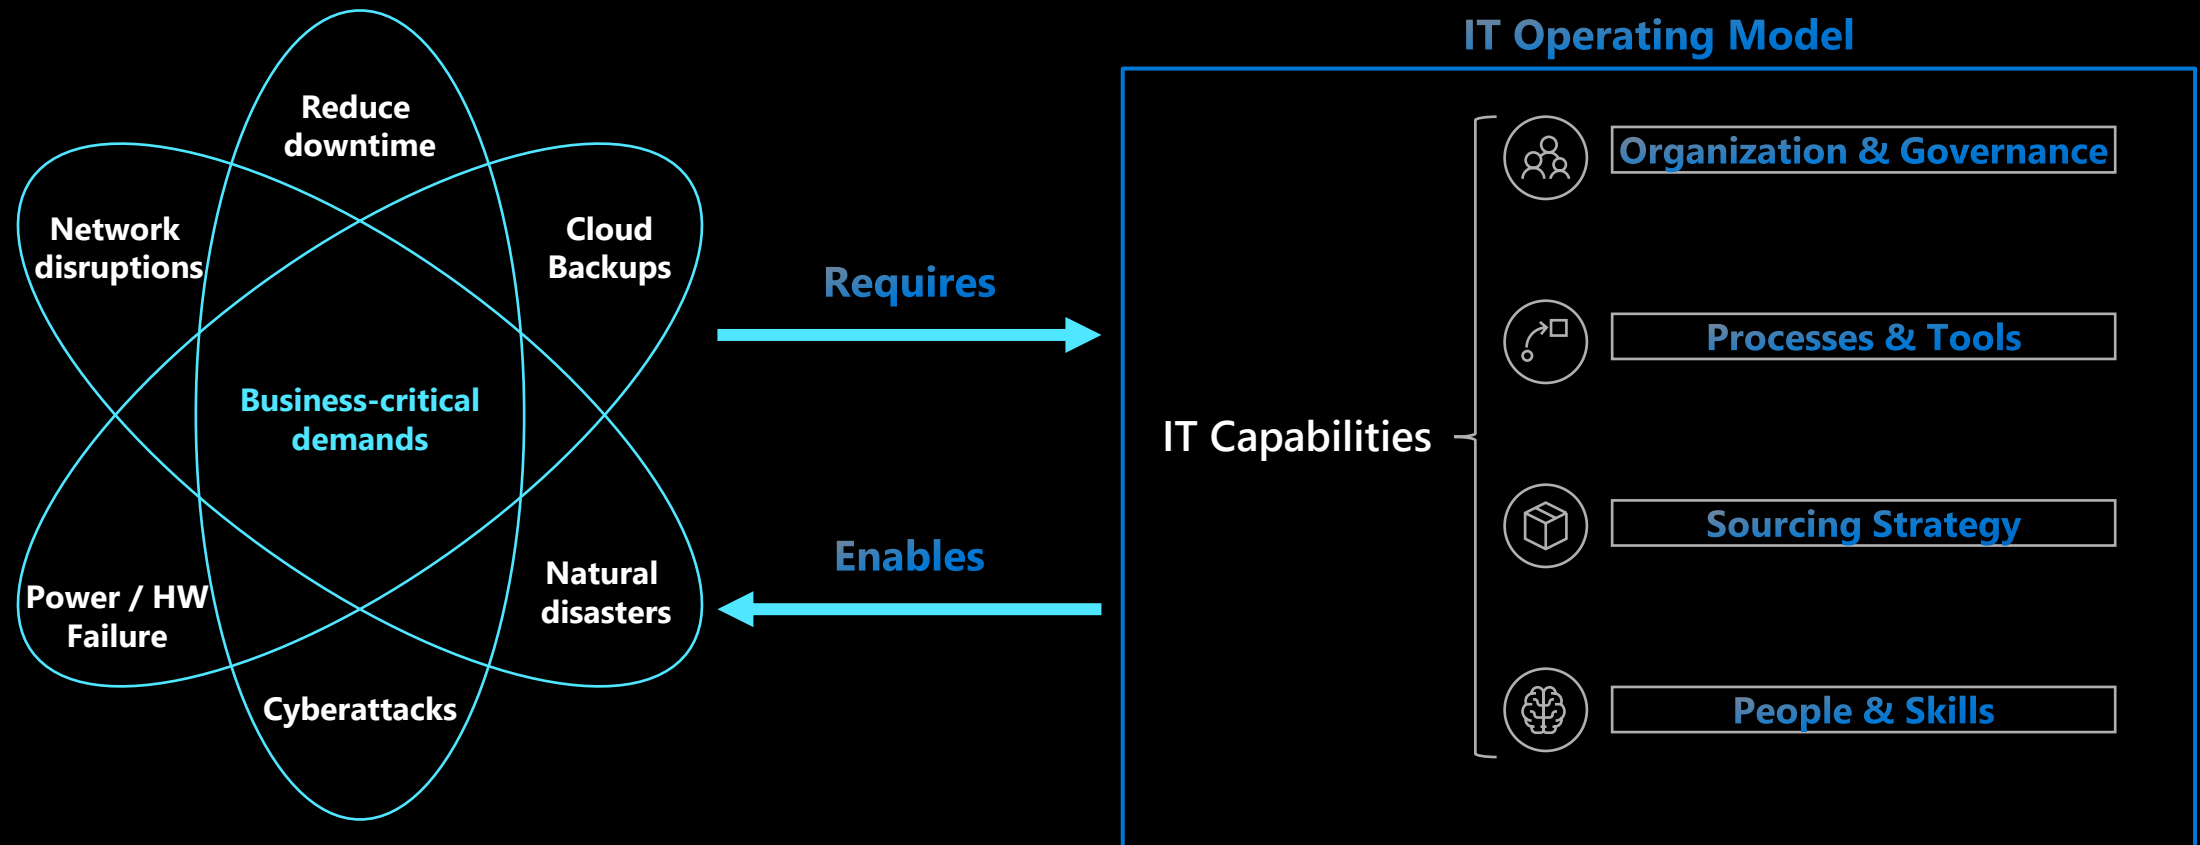 Reduce
downtime
Network
disruptions
Cloud
Backups
Business-critical
demands
Power / HW
Failure
Natural
disasters
Cyberattacks
Requires
Enables
IT Operating Model
IT Capabilities
Organization & Governance
Processes & Tools
Sourcing Strategy
People & Skills